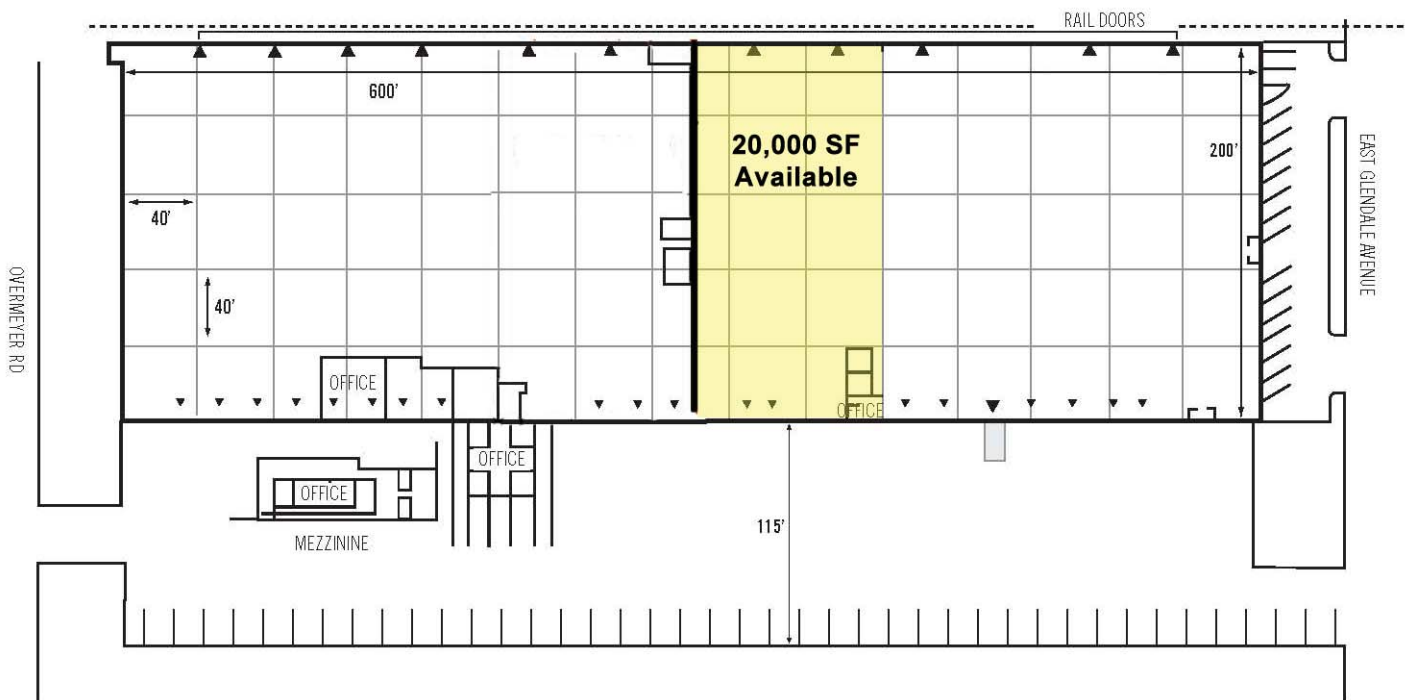 RAIL DOORS
600'
20,000 SF
Available
200'
40'
40'
OVERMEYER RD
EAST GLENDALE AVENUE
OFFICE
OFFICE
OFFICE
OFFICE
MEZZININE
115'